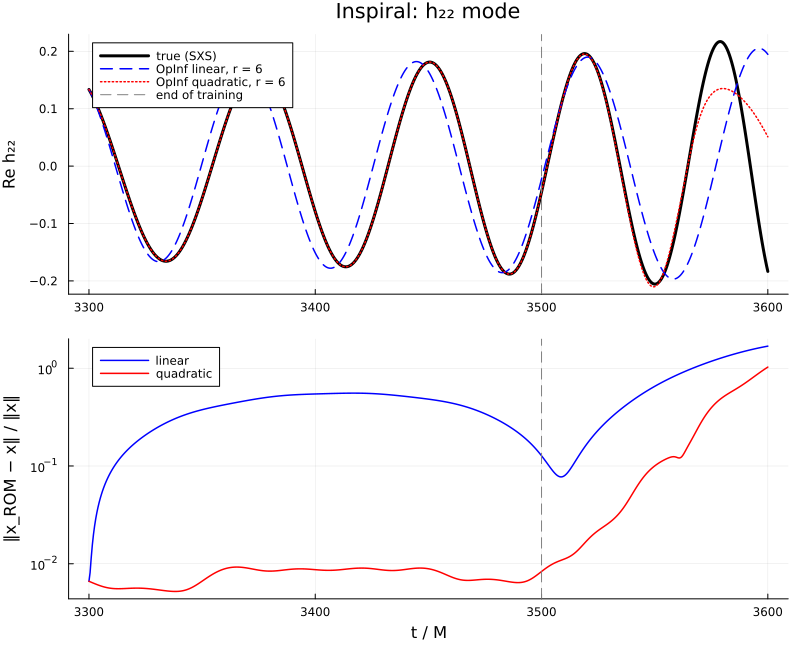 Inspiral: h₂₂ mode
Re h₂₂
0.2
0.1
0.0
−0.1
−0.2
true (SXS)
OpInf linear, r = 6
OpInf quadratic, r = 6
end of training
3300 3400 3500 3600
‖x_ROM − x‖ / ‖x‖
10⁰
10⁻¹
10⁻²
linear
quadratic
3300 3400 3500 3600
t / M